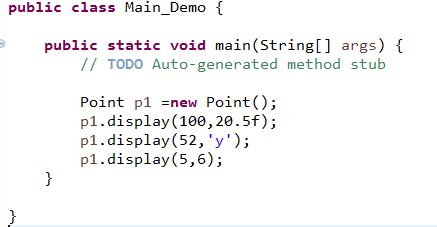 public class Main_Demo {
public static void main(String[] args) {
// TODO Auto-generated method stub
Point p1 =new Point();
p1.display(100,20.5f);
p1.display(52,'y');
p1.display(5,6);
}
}